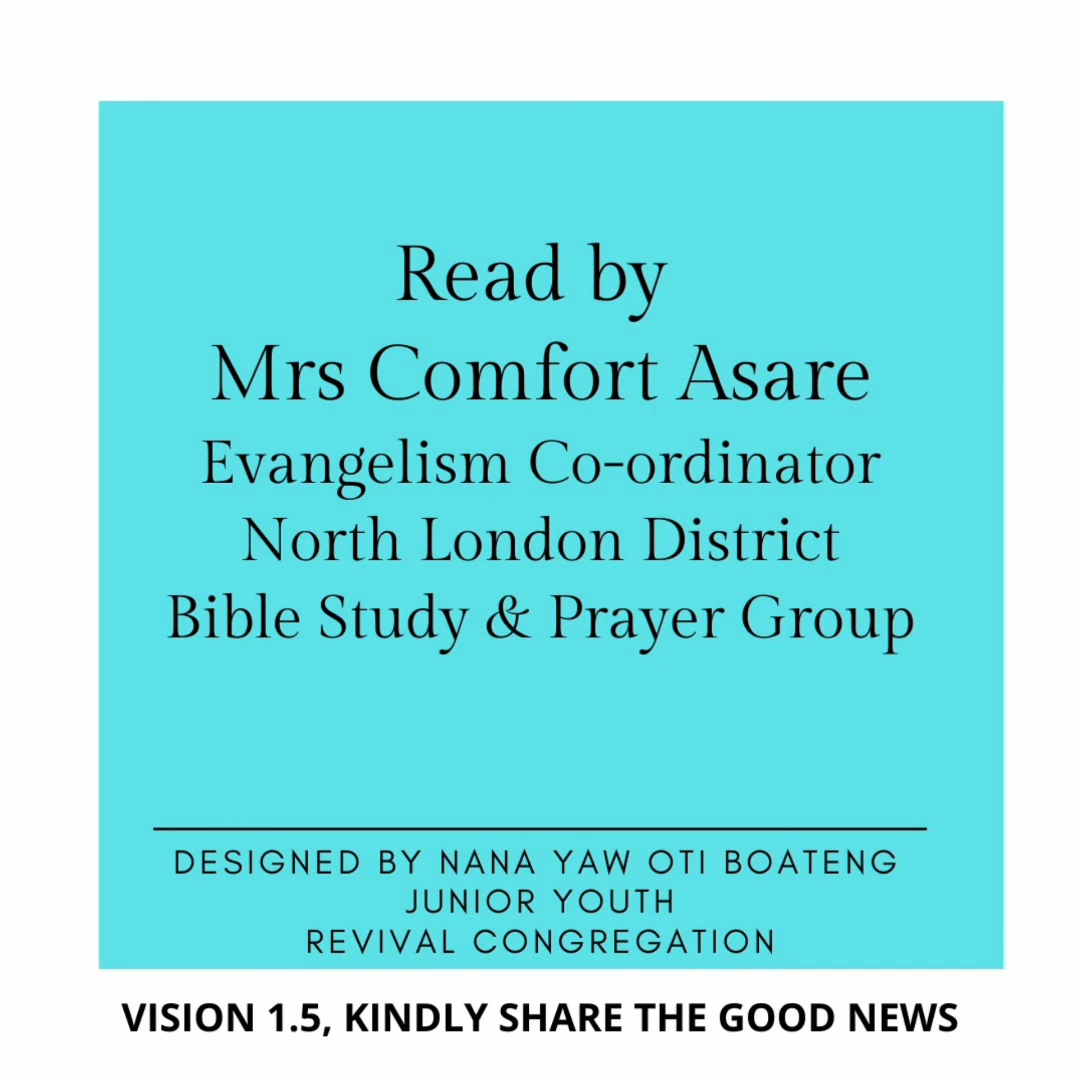 Read by
Mrs Comfort Asare
Evangelism Co-ordinator
North London District
Bible Study & Prayer Group
DESIGNED BY NANA YAW OTI BOATENG
JUNIOR YOUTH
REVIVAL CONGREGATION
VISION 1.5, KINDLY SHARE THE GOOD NEWS